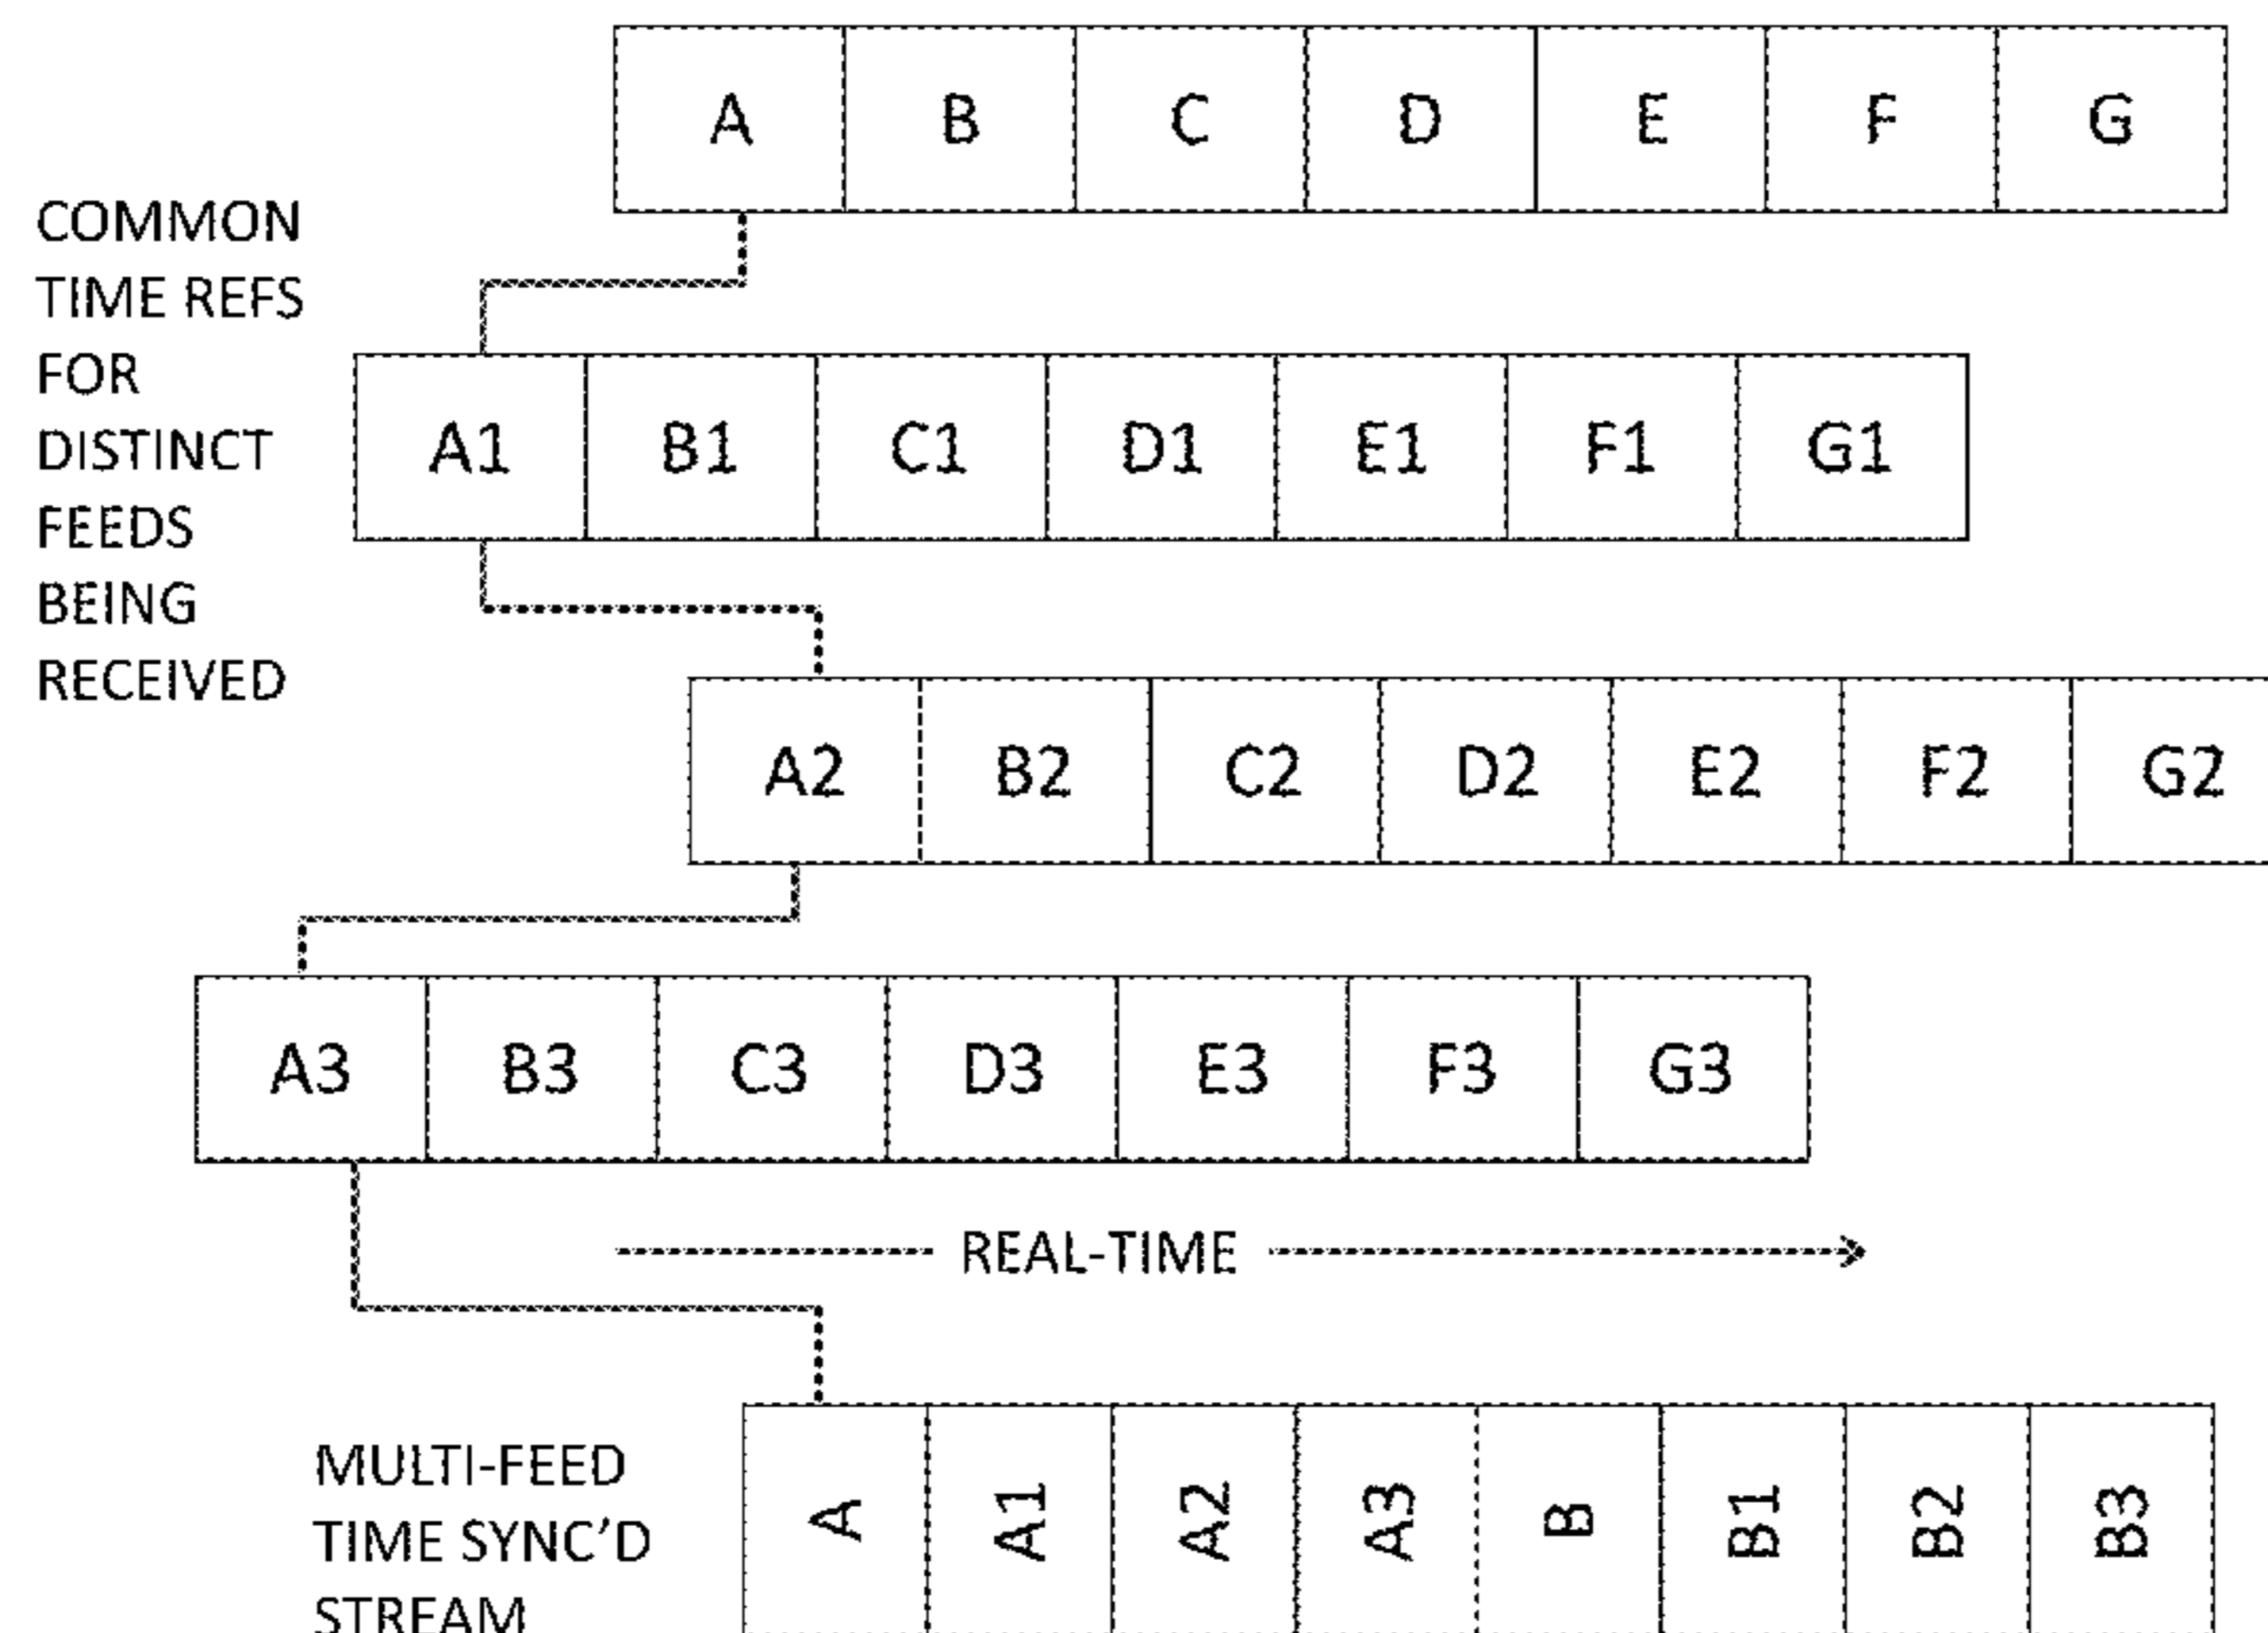 A B C D E F G
COMMON
TIME REFS
FOR
DISTINCT
FEEDS
BEING
RECEIVED
A1 B1 C1 D1 E1 F1 G1
A2 B2 C2 D2 E2 F2 G2
A3 B3 C3 D3 E3 F3 G3
REAL-TIME
MULTI-FEED
TIME SYNC'D
STREAM
A A1 A2 A3 B B1 B2 B3